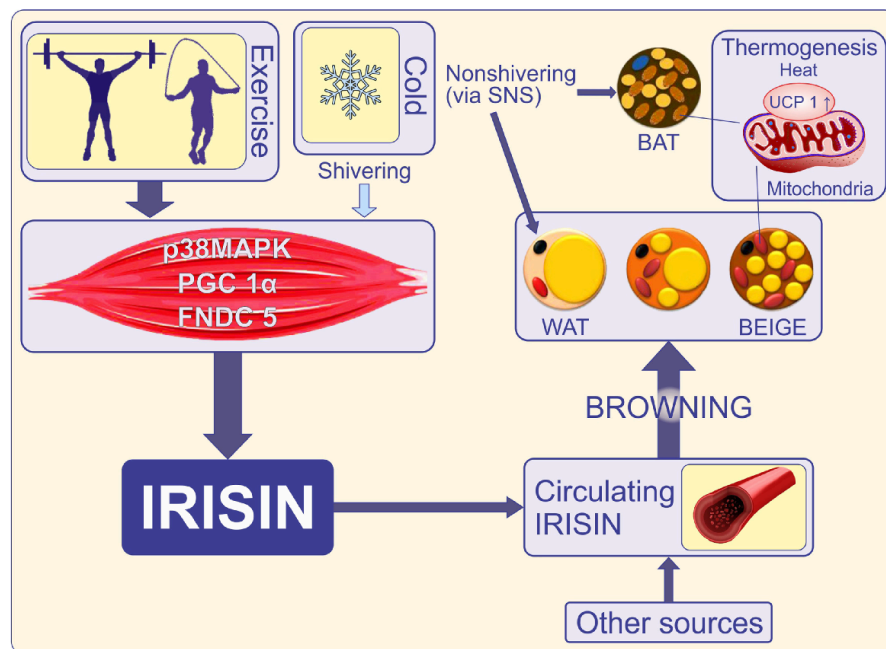 Exercise
Cold
Shivering
p38MAPK
PGC 1α
FNDC 5
IRISIN
Nonshivering
(via SNS)
BAT
Thermogenesis
Heat
UCP 1 ↑
Mitochondria
WAT
BEIGE
BROWNING
Circulating
IRISIN
Other sources